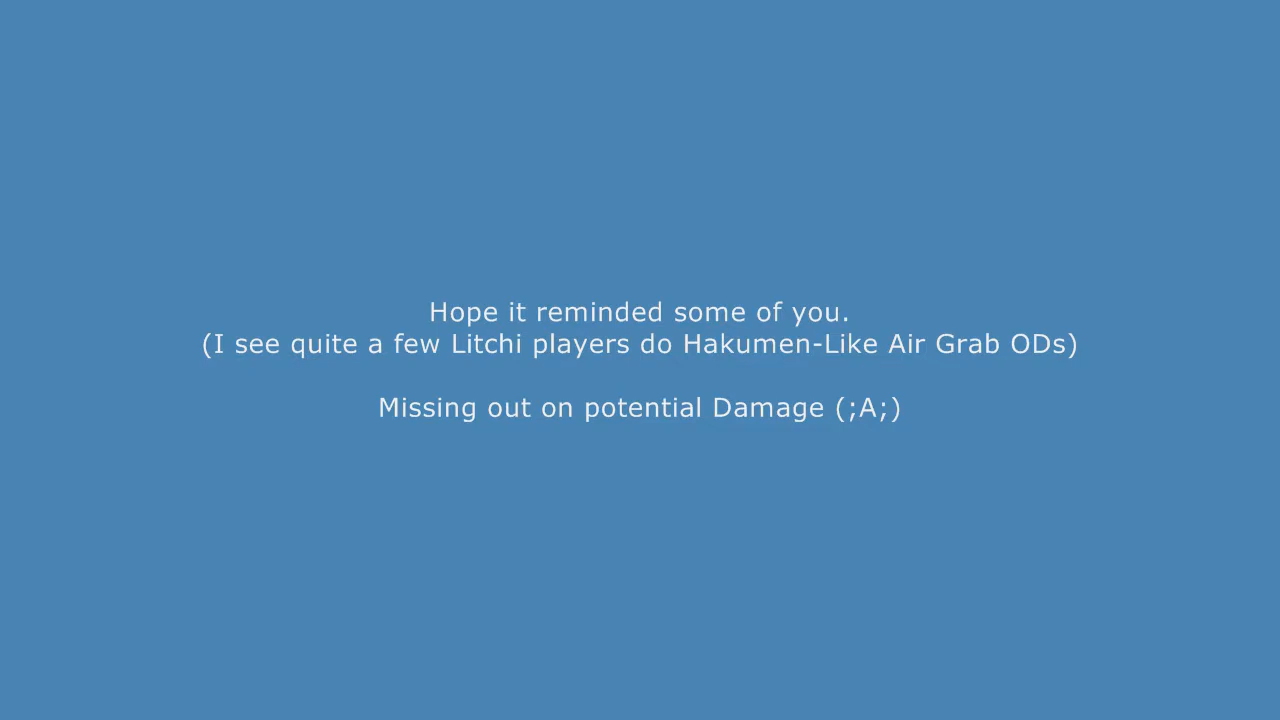 Hope it reminded some of you.
(I see quite a few Litchi players do Hakumen-Like Air Grab ODs)
Missing out on potential Damage (;A;)